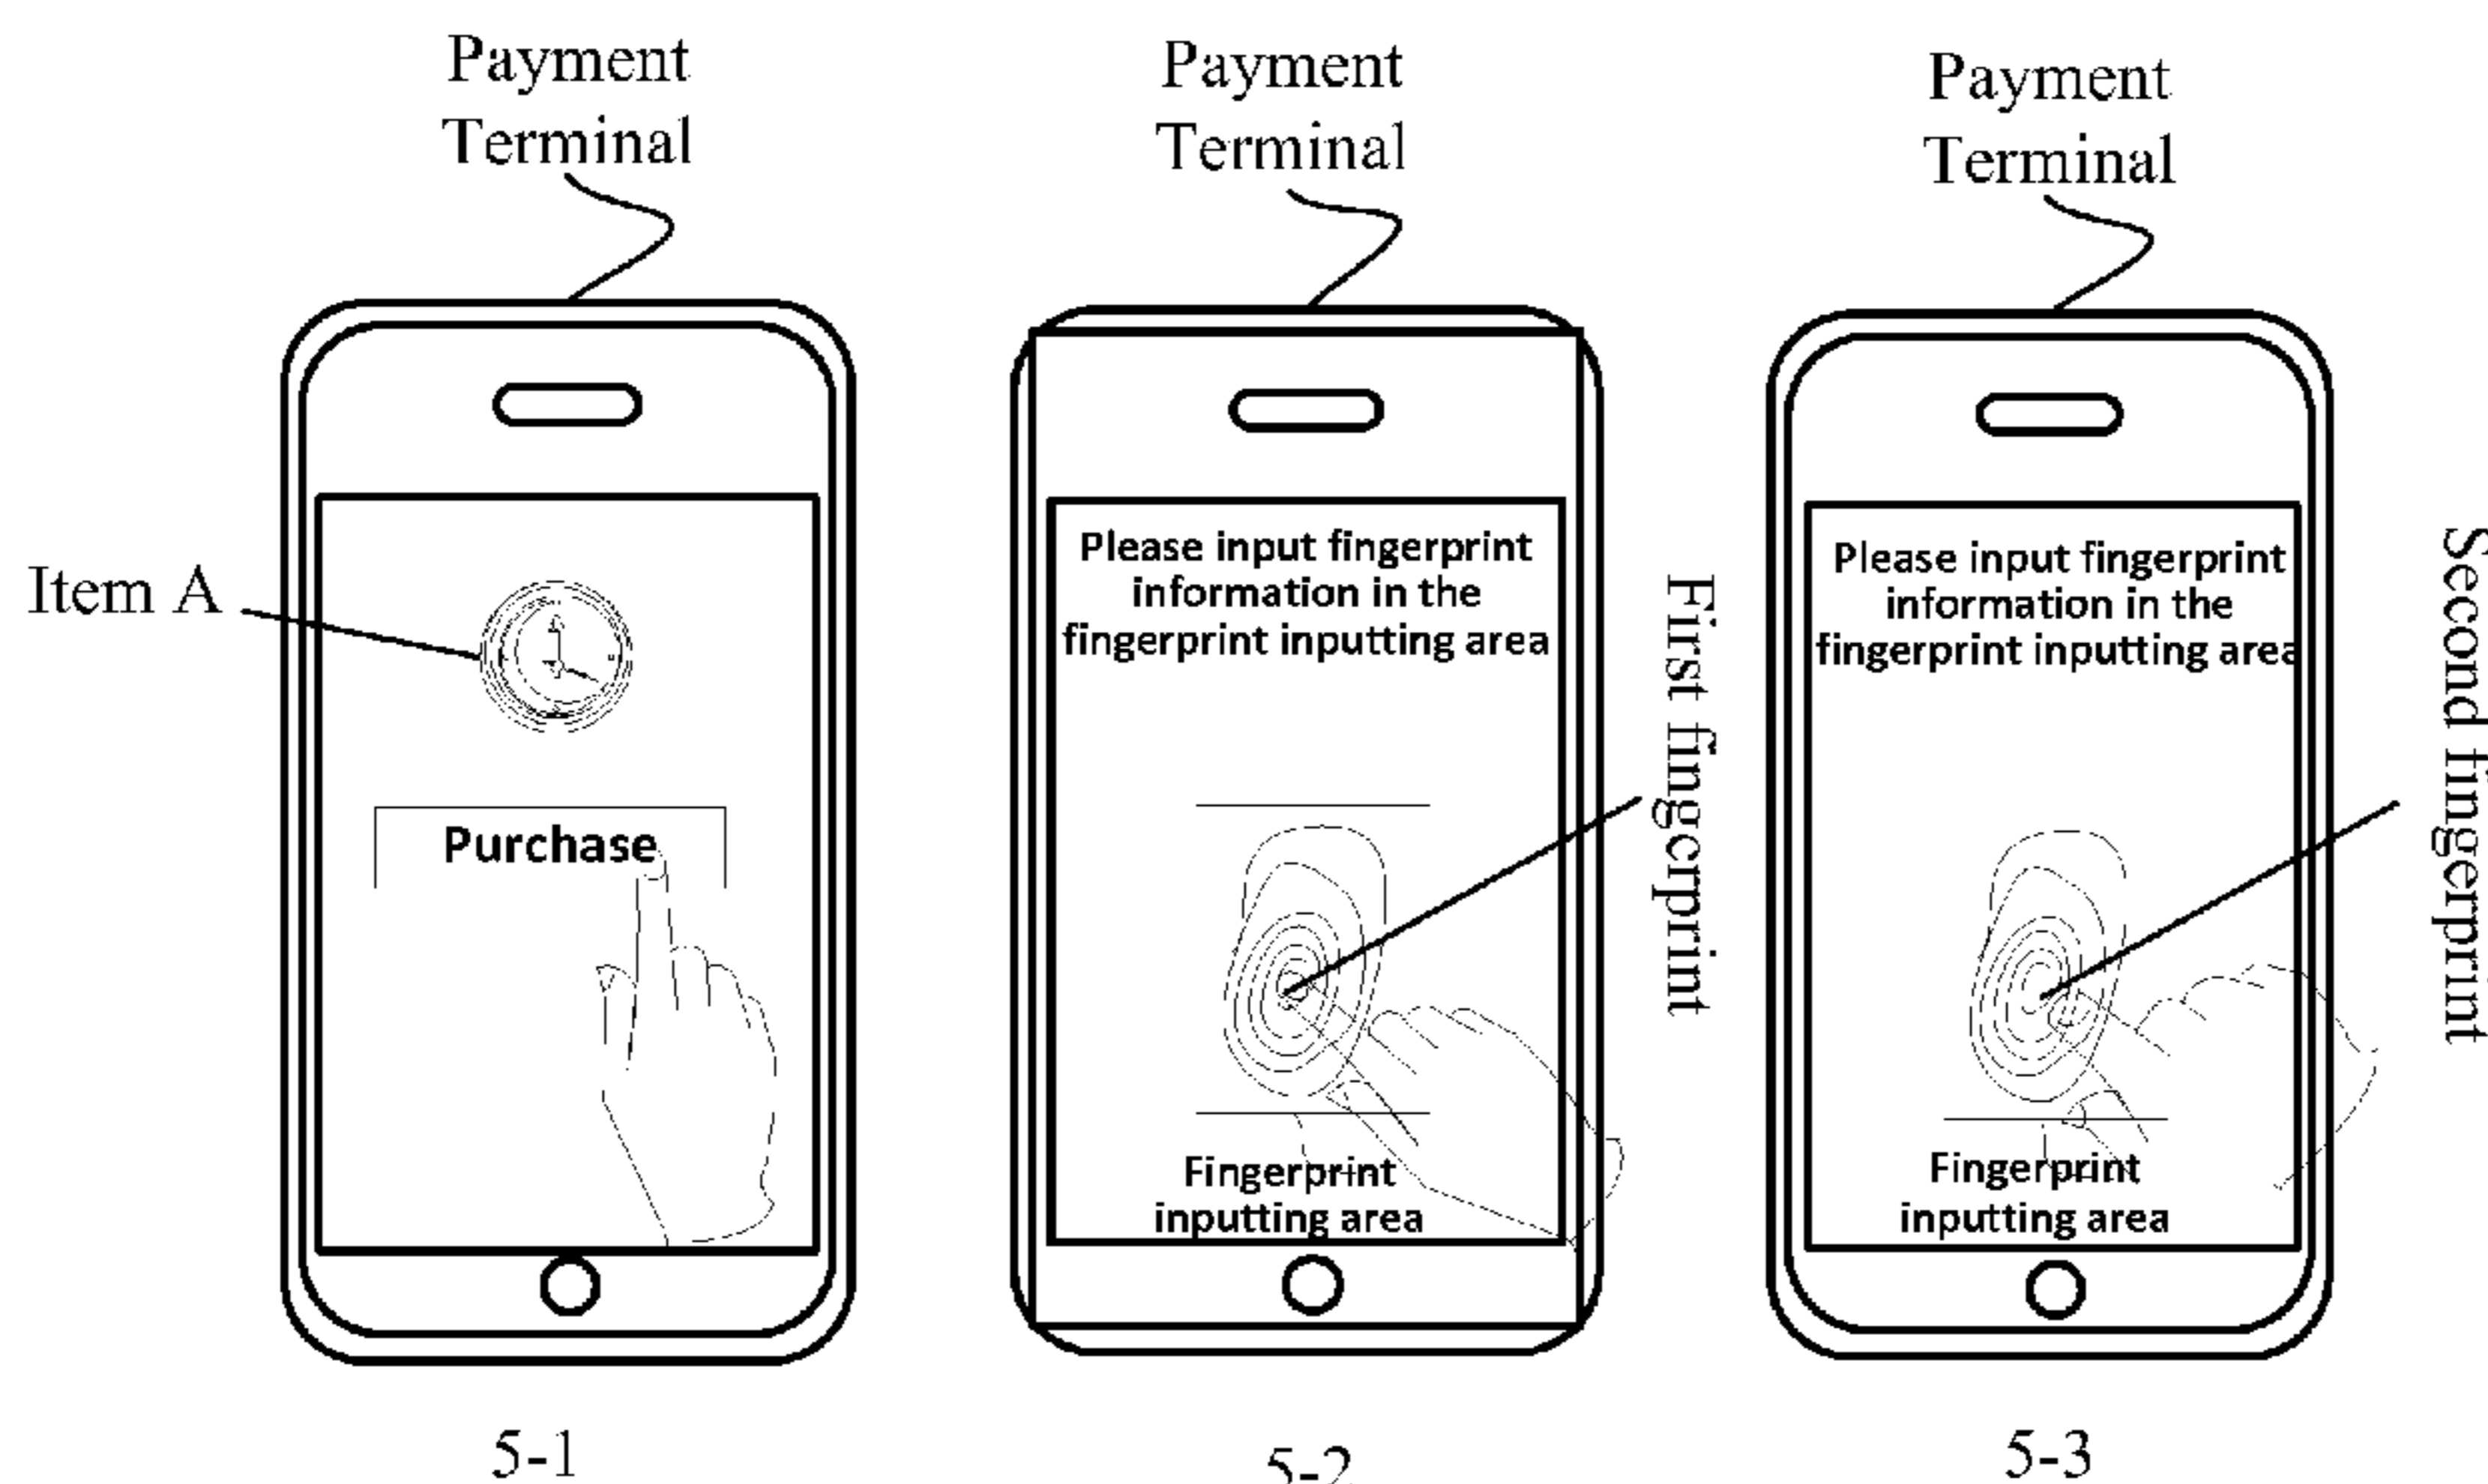 Payment
Terminal
Item A
Purchase
5-1
Payment
Terminal
Please input fingerprint
information in the
fingerprint inputting area
First fingerprint
Fingerprint
inputting area
5-2
Payment
Terminal
Please input fingerprint
information in the
fingerprint inputting area
Second fingerprint
Fingerprint
inputting area
5-3